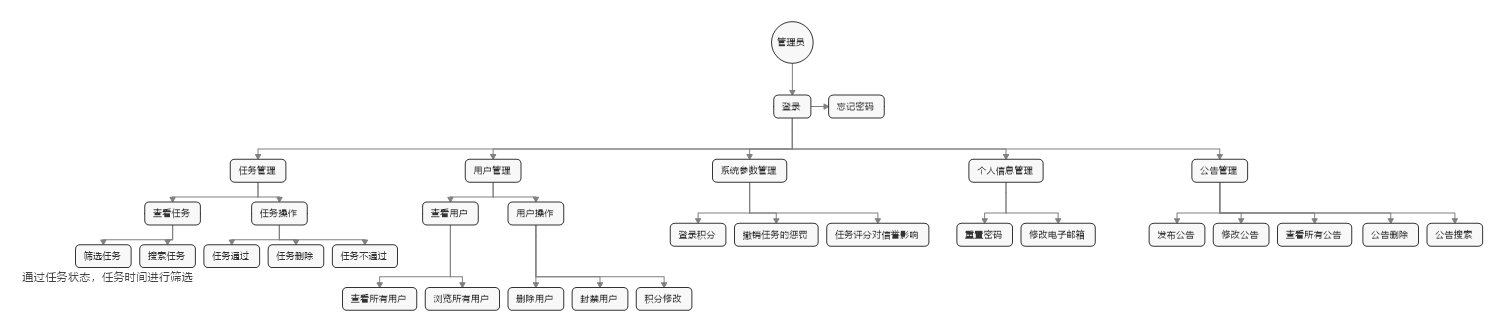 管理员
登录
忘记密码
任务管理
用户管理
系统参数管理
个人信息管理
公告管理
查看任务
任务操作
查看用户
用户操作
登录积分
撤销任务的惩罚
任务评分对信誉影响
重置密码
修改电子邮箱
发布公告
修改公告
查看所有公告
公告删除
公告搜索
筛选任务
搜索任务
任务通过
任务删除
任务不通过
通过任务状态，任务时间进行筛选
查看所有用户
浏览所有用户
删除用户
封禁用户
积分修改